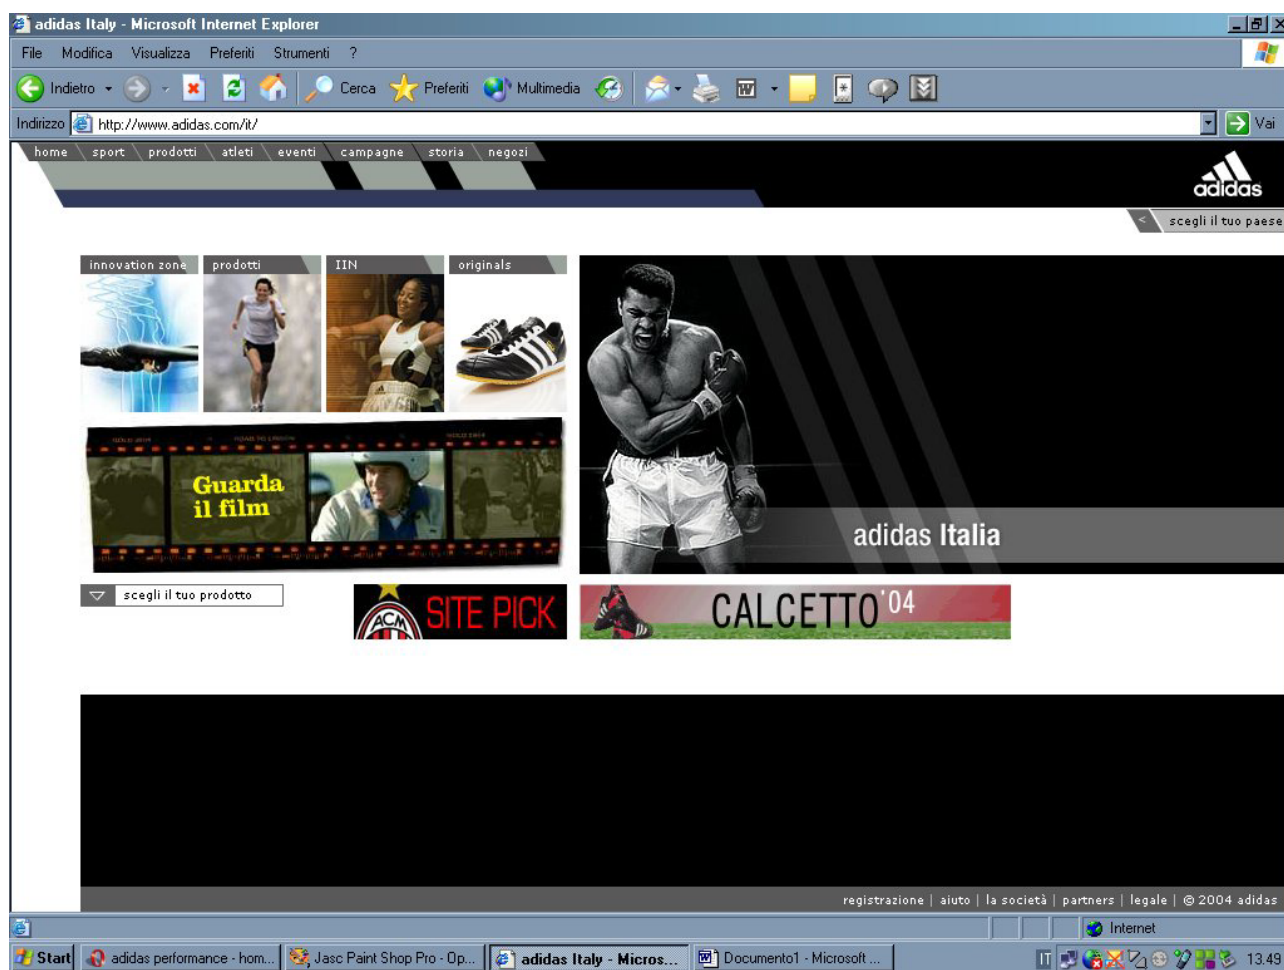 adidas Italy - Microsoft Internet Explorer
File Modifica Visualizza Preferiti Strumenti ?
Indietro Cerca Preferiti Multimedia
Indirizzo http://www.adidas.com/it/ Vai
home sport prodotti atleti eventi campagne storia negozi
adidas
< scegli il tuo paese
innovation zone prodotti IIN originals
Guarda
il film
adidas Italia
scegli il tuo prodotto
ACM SITE PICK
CALCETTO '04
registrazione | aiuto | la società | partners | legale | © 2004 adidas
Internet
Start adidas performance - hom... Jasc Paint Shop Pro - Op... adidas Italy - Micros... Documento1 - Microsoft ... IT 13.49